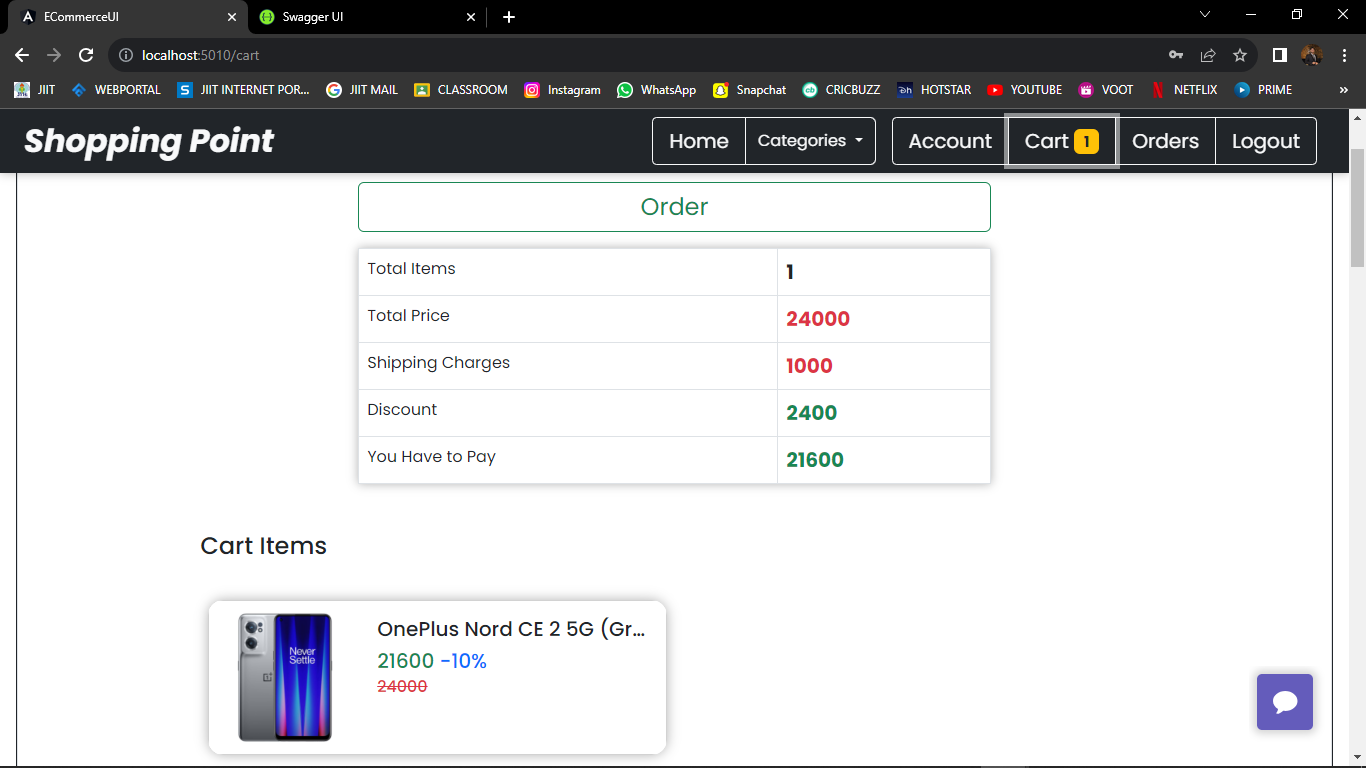 ECommerceUI
Swagger UI
localhost:5010/cart
JIIT
WEBPORTAL
JIIT INTERNET POR...
JIIT MAIL
CLASSROOM
Instagram
WhatsApp
Snapchat
CRICBUZZ
HOTSTAR
YOUTUBE
VOOT
NETFLIX
PRIME
»
Shopping Point
Home
Categories
Account
Cart 1
Orders
Logout
Order
Total Items 1
Total Price 24000
Shipping Charges 1000
Discount 2400
You Have to Pay 21600
Cart Items
OnePlus Nord CE 2 5G (Gr...
21600 -10%
24000
Never
Settle